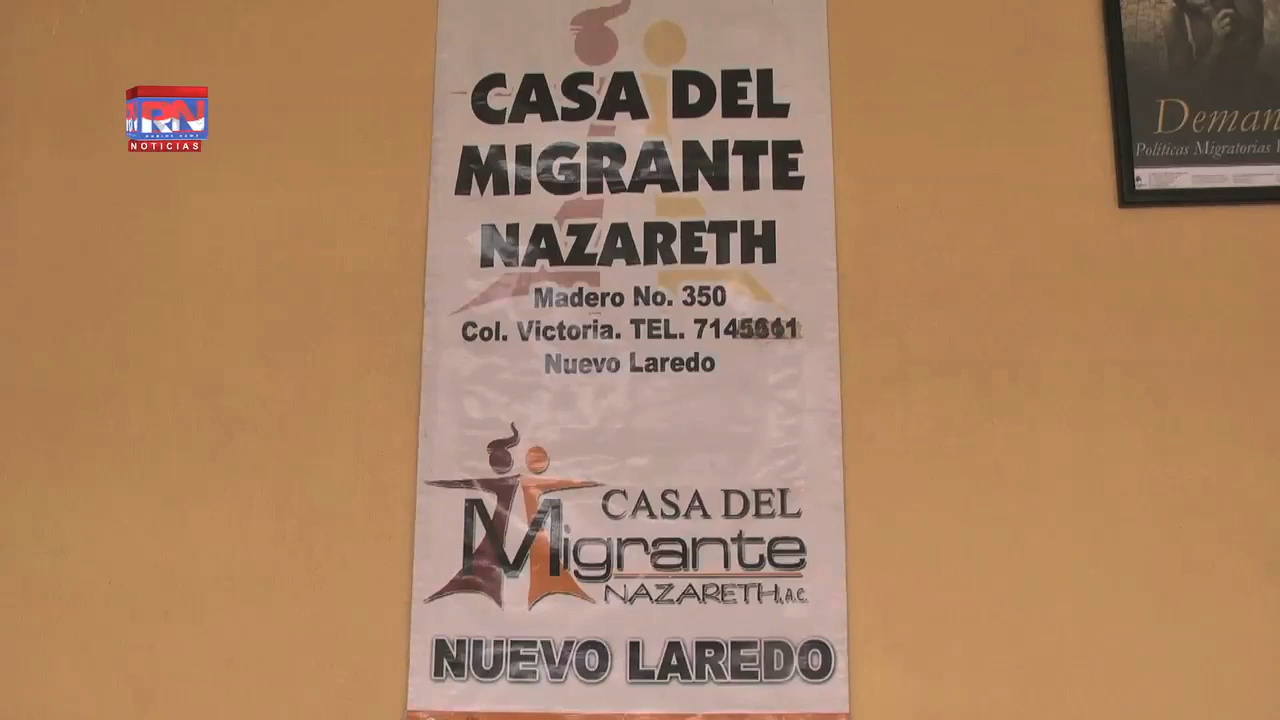 CASA DEL
MIGRANTE
NAZARETH
Madero No. 350
Col. Victoria. TEL.
Nuevo Laredo
CASA DEL
Migrante
NAZARETH, A.C.
NUEVO LAREDO
RN
NOTICIAS
Deman
Políticas Migratorias